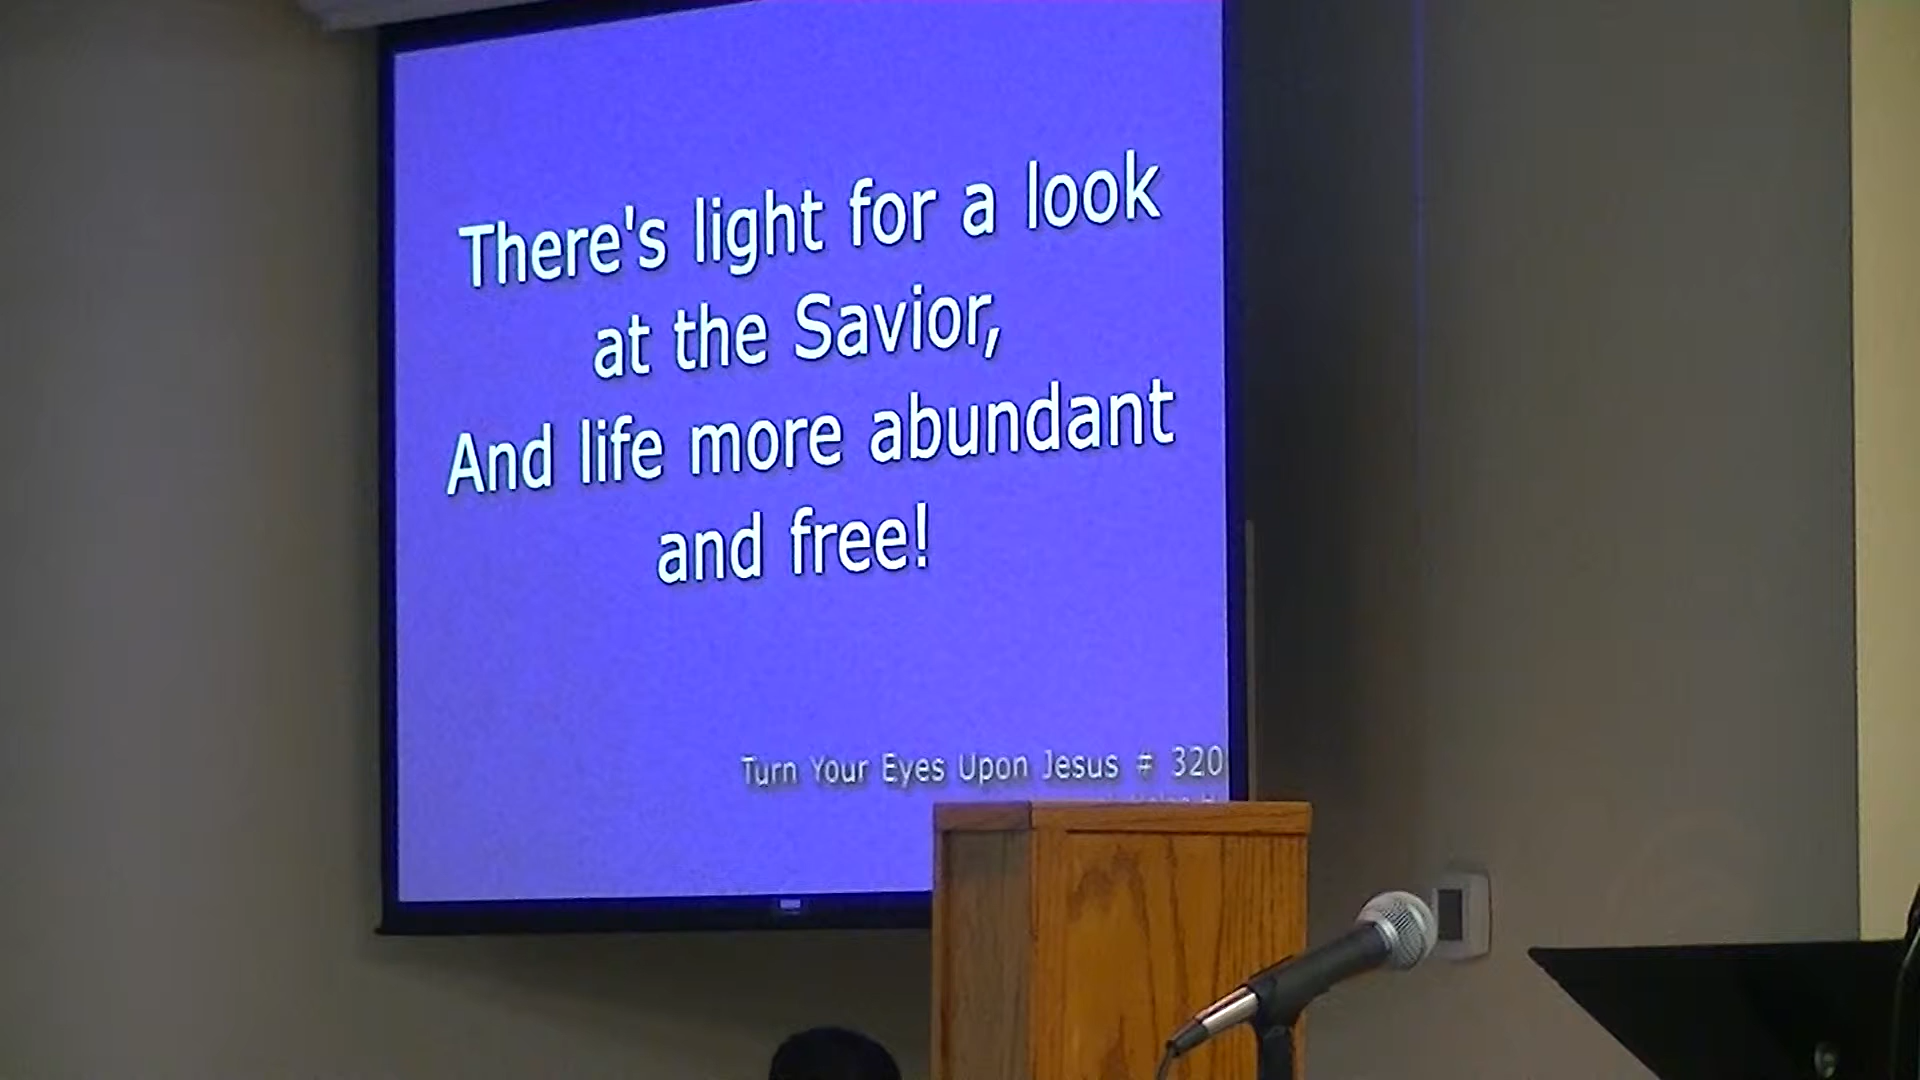 There's light for a look
at the Savior,
And life more abundant
and free!
Turn Your Eyes Upon Jesus # 320